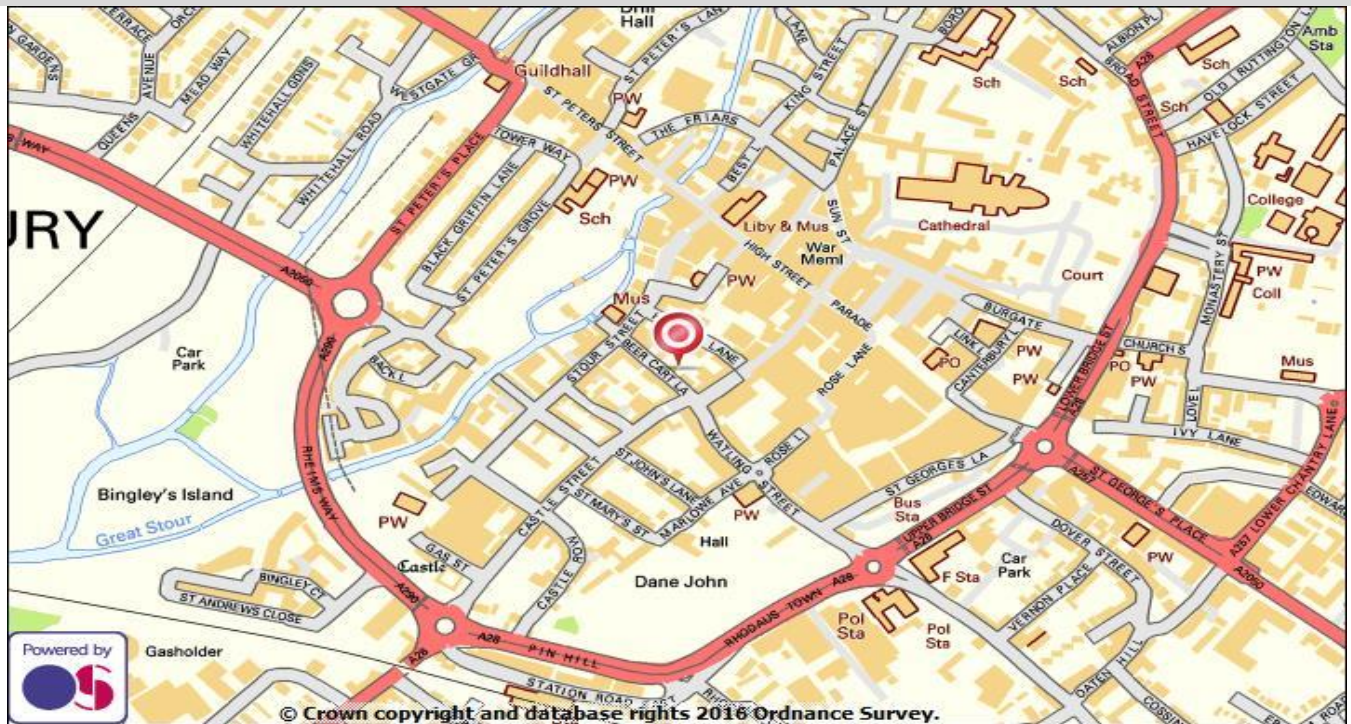 Drill
Hall
TERRACE
S GARDENS
AVENUE
MEAD WAY
QUEENS
WHITEHALL GDNS
WHITEHALL ROAD
WESTGATE GR
Guildhall
ST PETER'S LANE
PW
ST PETERS STREET
THE FRIARS
LANE
KING STREET
BEST L
PALACE ST
Sch
Sch
ALBION PL
BROAD STREET
A28
Sch
Sch
OLD RUTTINGTON
HAVELOCK STREET
Amb
Sta
WAY
URY
A2050
ST PETER'S PLACE
TOWER WAY
BLACK GRIFFIN LANE
ST PETER'S GROVE
PW
Sch
Liby & Mus
SUN ST
War
Meml
HIGH STREET
PARADE
Cathedral
Court
College
MONASTERY ST
PW
Coll
Mus
PW
STOUR STREET
BEER CART LA
LANE
ROSE LANE
BURGATE
LINK
CANTERBURY
PO
PW
PW
LOWER BRIDGE ST
A28
CHURCH S
PO
PW
LOVE L
IVY LANE
Mus
Car
Park
A290
BACK L
RHEIMS WAY
Bingley's Island
Great Stour
PW
WATLING
STREET
ROSE L
ST JOHN'S LANE
ST MARY'S ST
MARLOWE AVE
CASTLE STREET
CASTLE ROW
PW
Hall
Dane John
ST GEORGES LA
Bus
Sta
UPPER BRIDGE ST
A28
A257
ST GEORGE'S PLACE
A257 LOWER CHANTRY LANE
A2050
EDWARD
PW
DOVER STREET
VERNON PLACE
Car
Park
F Sta
Pol
Sta
Pol
Sta
OATEN HILL
GAS ST
Castle
A290
BINGLEY CT
ST ANDREWS CLOSE
Gasholder
A28
A28
PIN HILL
RHODAUS TOWN
A28
STATION ROAD
Powered by
OS
© Crown copyright and database rights 2016 Ordnance Survey.